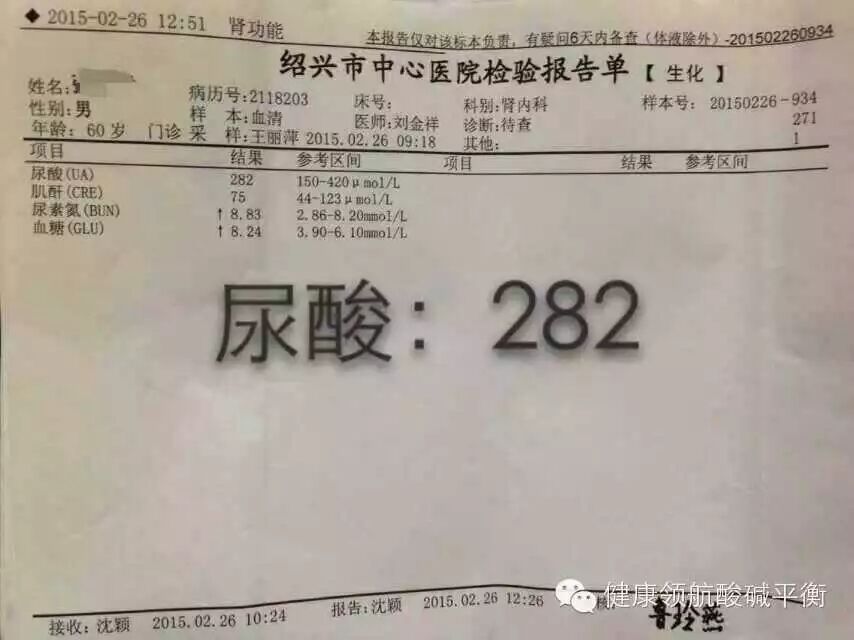 ◆ 2015-02-26 12:51 肾功能
本报告仅对该标本负责，有疑问6天内备查（体液除外）-201502260934
绍兴市中心医院检验报告单【 生化 】
姓名: 病历号:2118203 床号: 科别:肾内科 样本号: 20150226-934
性别:男 样 本:血清 医师:刘金祥 诊断:待查 271
年龄: 60 岁 门诊 采 样:王丽萍 2015.02.26 09:18 其他: 1
项目 结果 参考区间 项目 结果 参考区间
尿酸(UA) 282 150-420μmol/L
肌酐(CRE) 75 44-123μmol/L
尿素氮(BUN) ↑ 8.83 2.86-8.20mmol/L
血糖(GLU) ↑ 8.24 3.90-6.10mmol/L
尿酸：282
接收: 沈颖 2015.02.26 10:24 报告: 沈颖 2015.02.26 12:26
健康领航酸碱平衡